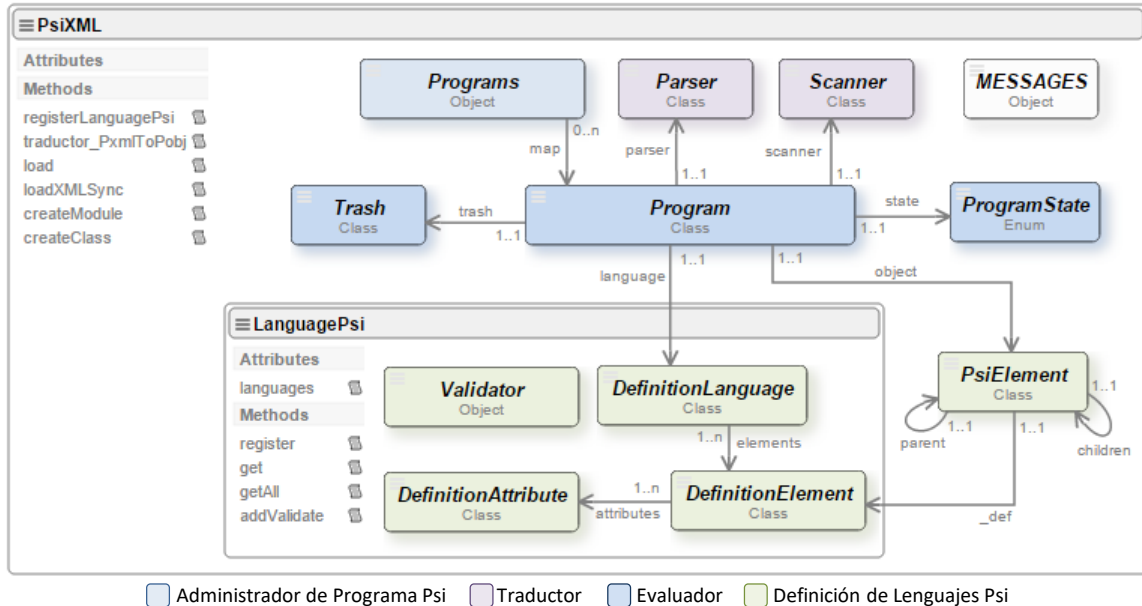 PsiXML
Attributes
Methods
registerLanguagePsi
traductor_PxmlToPobj
load
loadXMLSync
createModule
createClass
Programs
Object
Parser
Class
Scanner
Class
MESSAGES
Object
0..n
map
parser
1..1
scanner
1..1
Trash
Class
trash
1..1
Program
Class
state
1..1
ProgramState
Enum
language
1..1
1..1
object
LanguagePsi
Attributes
languages
Methods
register
get
getAll
addValidate
Validator
Object
DefinitionLanguage
Class
PsiElement
Class
1..1
parent
1..1
1..1
children
1..n
elements
DefinitionAttribute
Class
1..n
attributes
DefinitionElement
Class
_def
Administrador de Programa Psi
Traductor
Evaluador
Definición de Lenguajes Psi